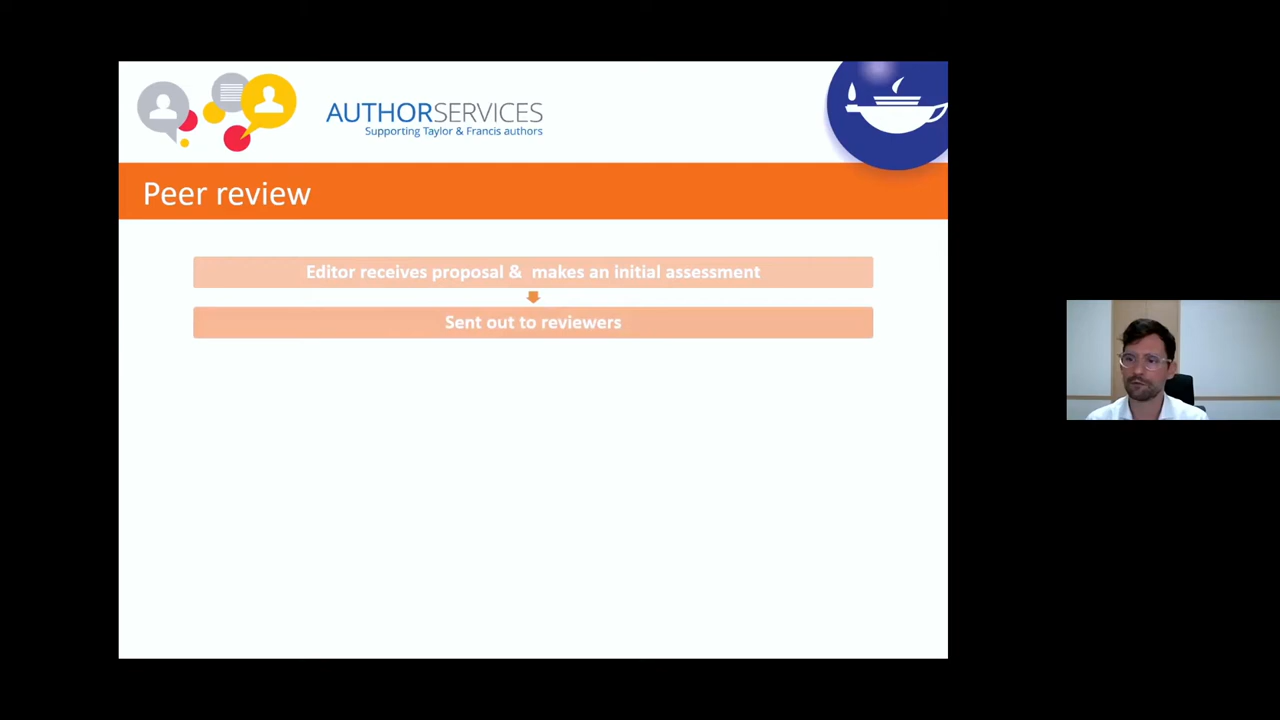 AUTHORSERVICES
Supporting Taylor & Francis authors
Peer review
Editor receives proposal & makes an initial assessment
Sent out to reviewers